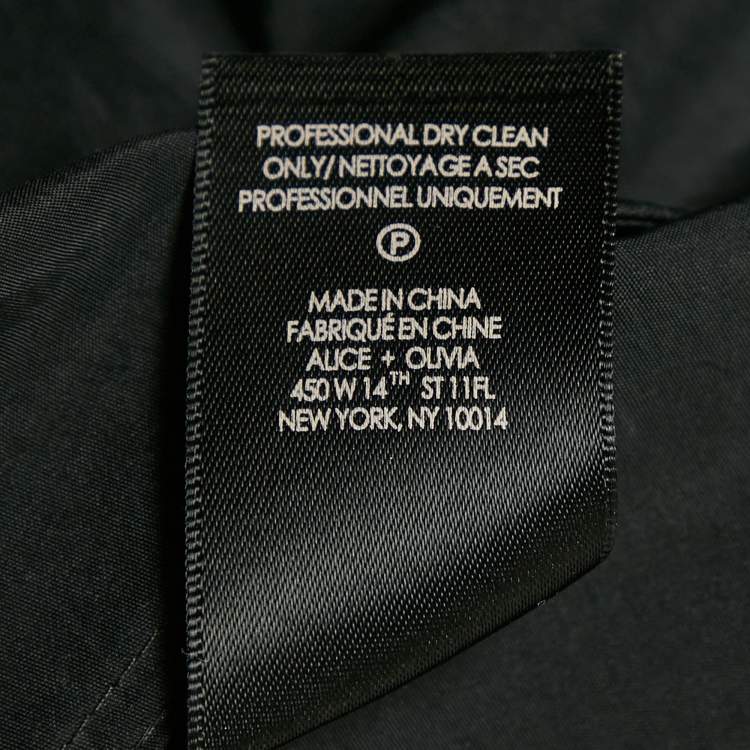 PROFESSIONAL DRY CLEAN
ONLY/NETTOYAGE A SEC
PROFESSIONNEL UNIQUEMENT
P
MADE IN CHINA
FABRIQUÉ EN CHINE
ALICE + OLIVIA
450 W 14TH ST 11FL
NEW YORK, NY 10014